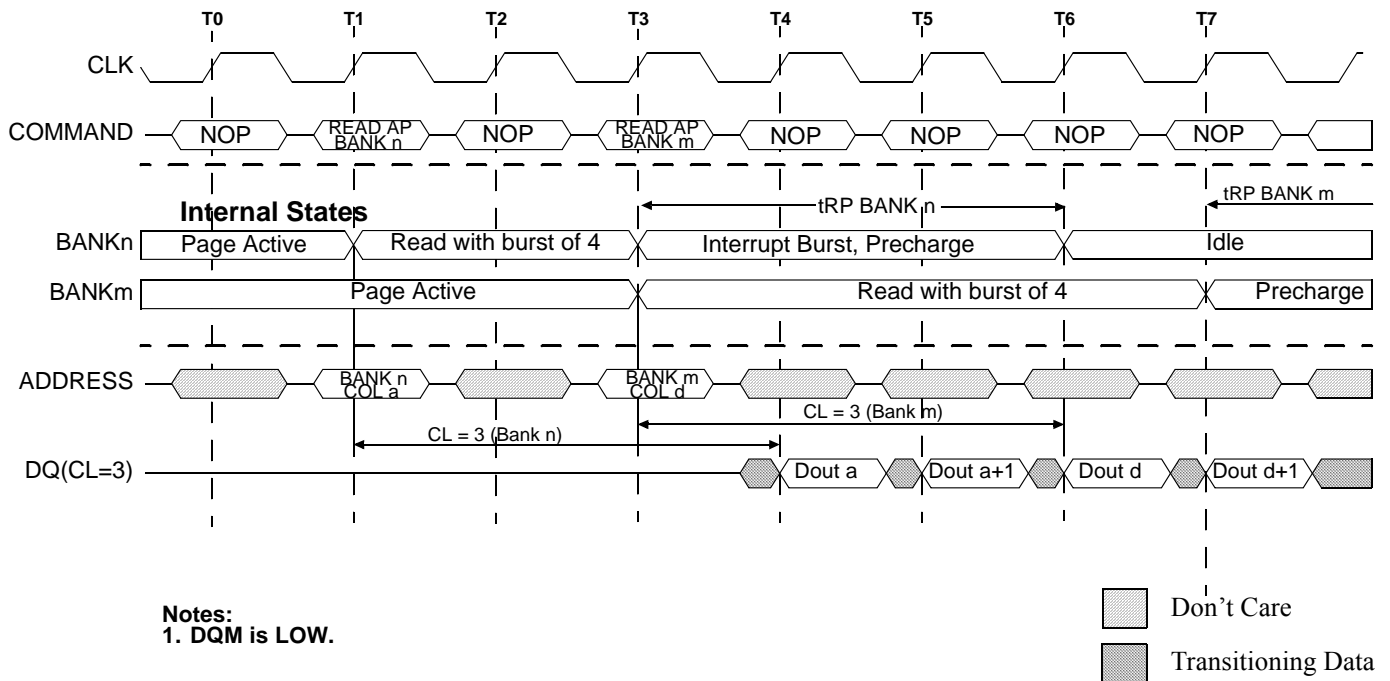 T0 T1 T2 T3 T4 T5 T6 T7
CLK
COMMAND NOP READ AP BANK n NOP READ AP BANK m NOP NOP NOP NOP
tRP BANK n tRP BANK m
Internal States
BANKn Page Active Read with burst of 4 Interrupt Burst, Precharge Idle
BANKm Page Active Read with burst of 4 Precharge
ADDRESS BANK n COL a BANK m COL d
CL = 3 (Bank m)
CL = 3 (Bank n)
DQ(CL=3) Dout a Dout a+1 Dout d Dout d+1
Notes:
1. DQM is LOW.
Don't Care
Transitioning Data